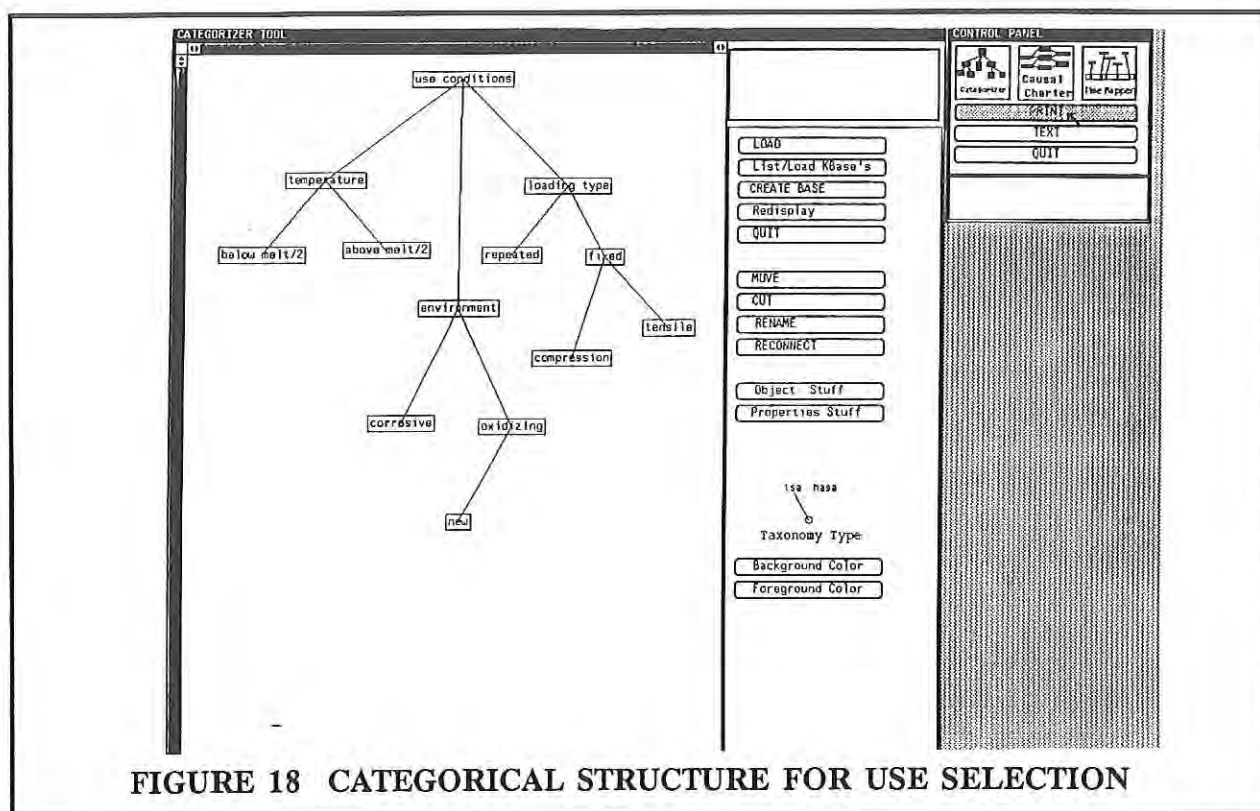 CATEGORIZER TOOL
use conditions
temperature
loading type
below melt/2
above melt/2
repeated
fixed
environment
tensile
compression
corrosive
oxidizing
new
LOAD
List/Load KBase's
CREATE BASE
Redisplay
QUIT
MOVE
CUT
RENAME
RECONNECT
Object Stuff
Properties Stuff
isa hasa
Taxonomy Type
Background Color
Foreground Color
CONTROL PANEL
Categorizer
Causal
Charter
Time Mapper
PRINT
TEXT
QUIT
FIGURE 18 CATEGORICAL STRUCTURE FOR USE SELECTION